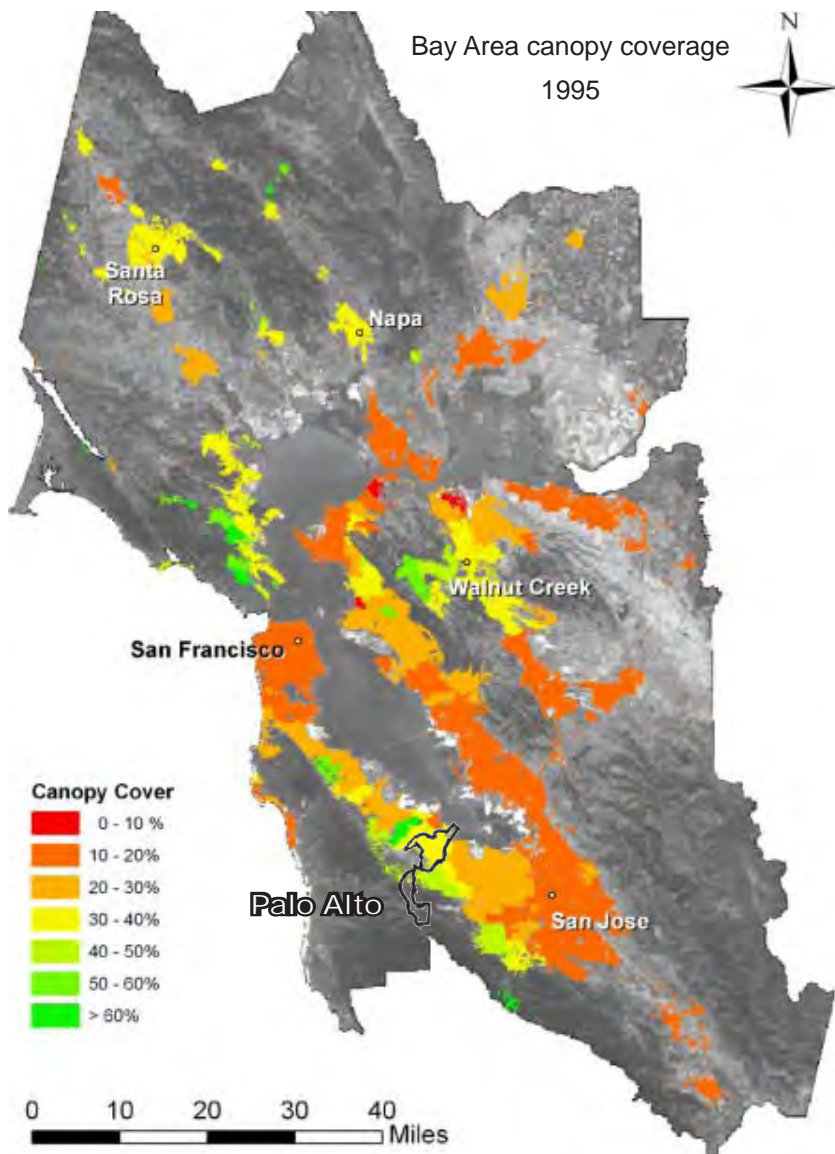 Bay Area canopy coverage
1995
N
Santa
Rosa
Napa
Walnut Creek
San Francisco
Canopy Cover
0 - 10 %
10 - 20%
20 - 30%
30 - 40%
40 - 50%
50 - 60%
> 60%
Palo Alto
San Jose
0 10 20 30 40
Miles